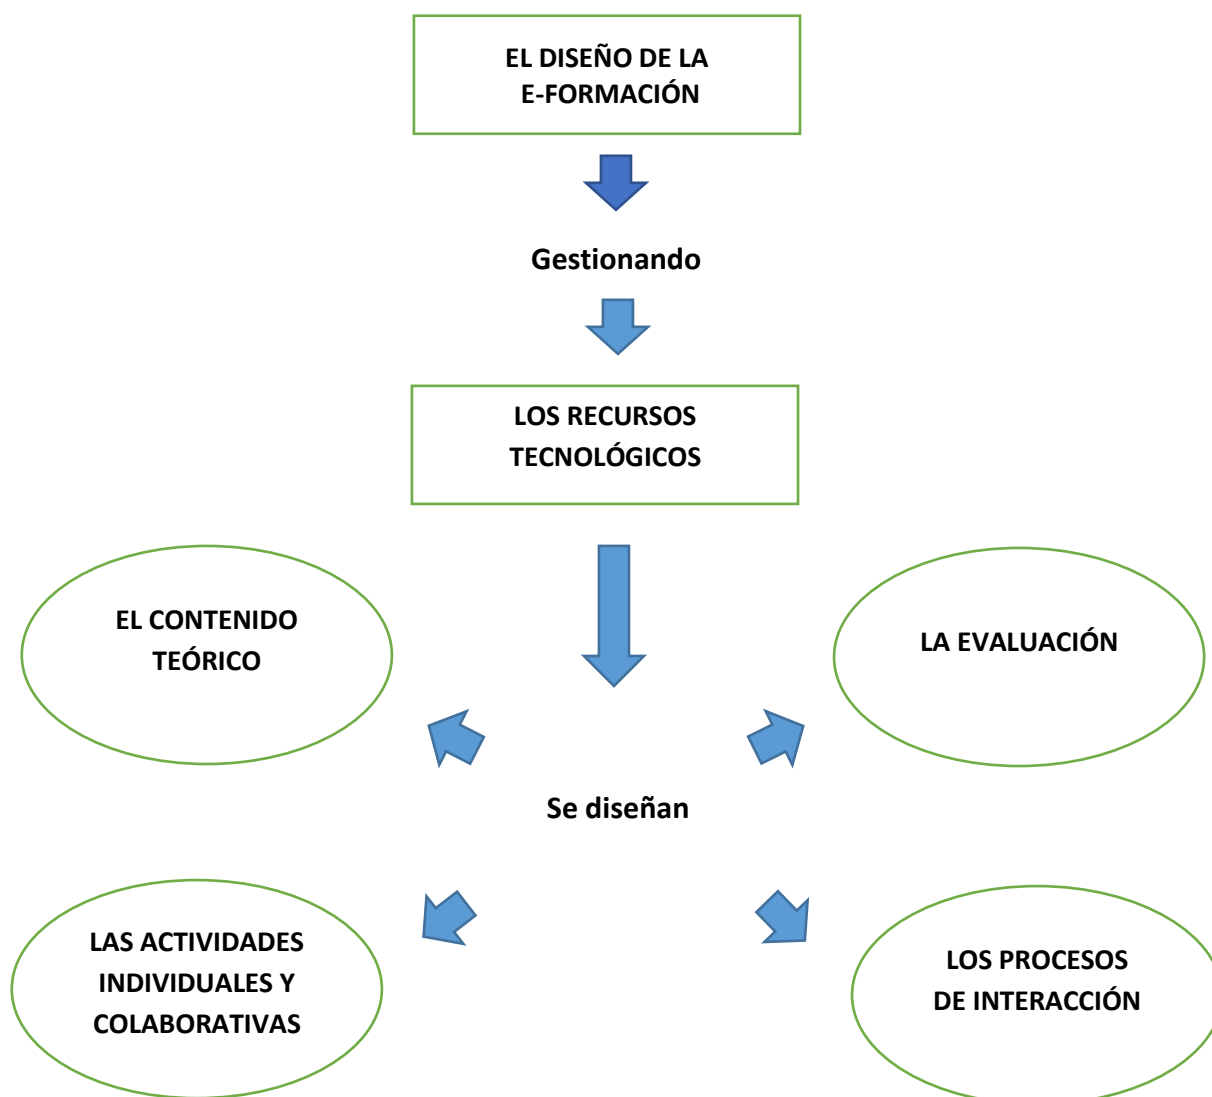 EL DISEÑO DE LA
E-FORMACIÓN
Gestionando
LOS RECURSOS
TECNOLÓGICOS
EL CONTENIDO
TEÓRICO
LA EVALUACIÓN
Se diseñan
LAS ACTIVIDADES
INDIVIDUALES Y
COLABORATIVAS
LOS PROCESOS
DE INTERACCIÓN